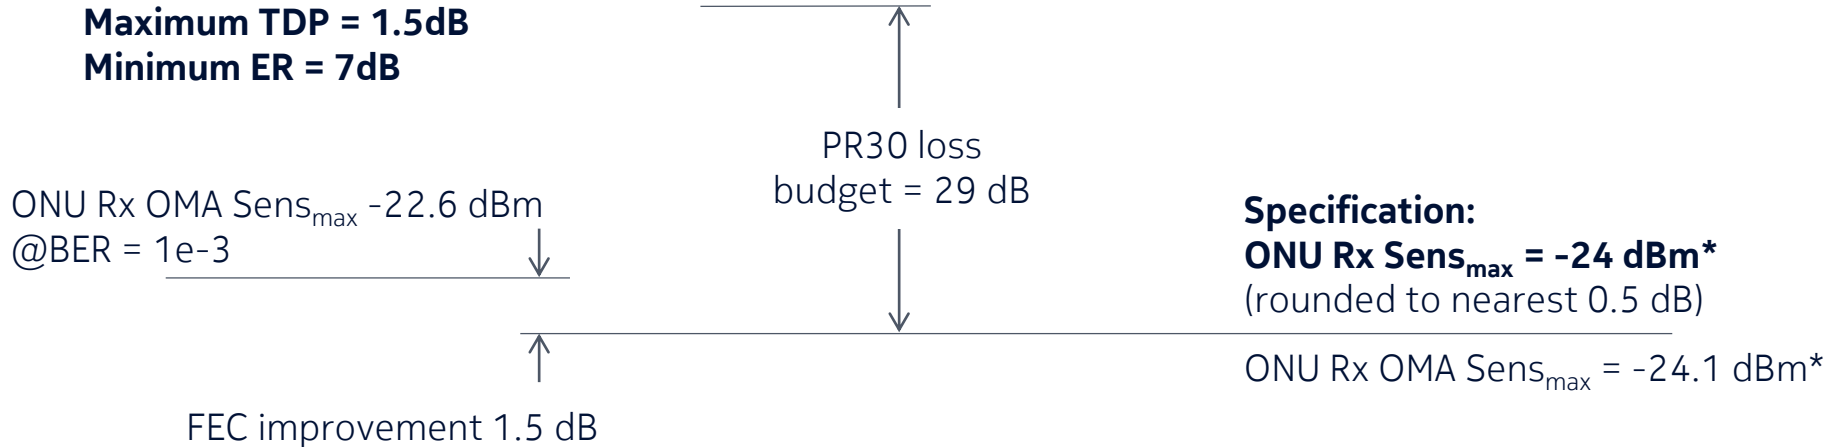 Maximum TDP = 1.5dB
Minimum ER = 7dB
PR30 loss
budget = 29 dB
ONU Rx OMA Sensmax -22.6 dBm
@BER = 1e-3
Specification:
ONU Rx Sensmax = -24 dBm*
(rounded to nearest 0.5 dB)
ONU Rx OMA Sensmax = -24.1 dBm*
FEC improvement 1.5 dB